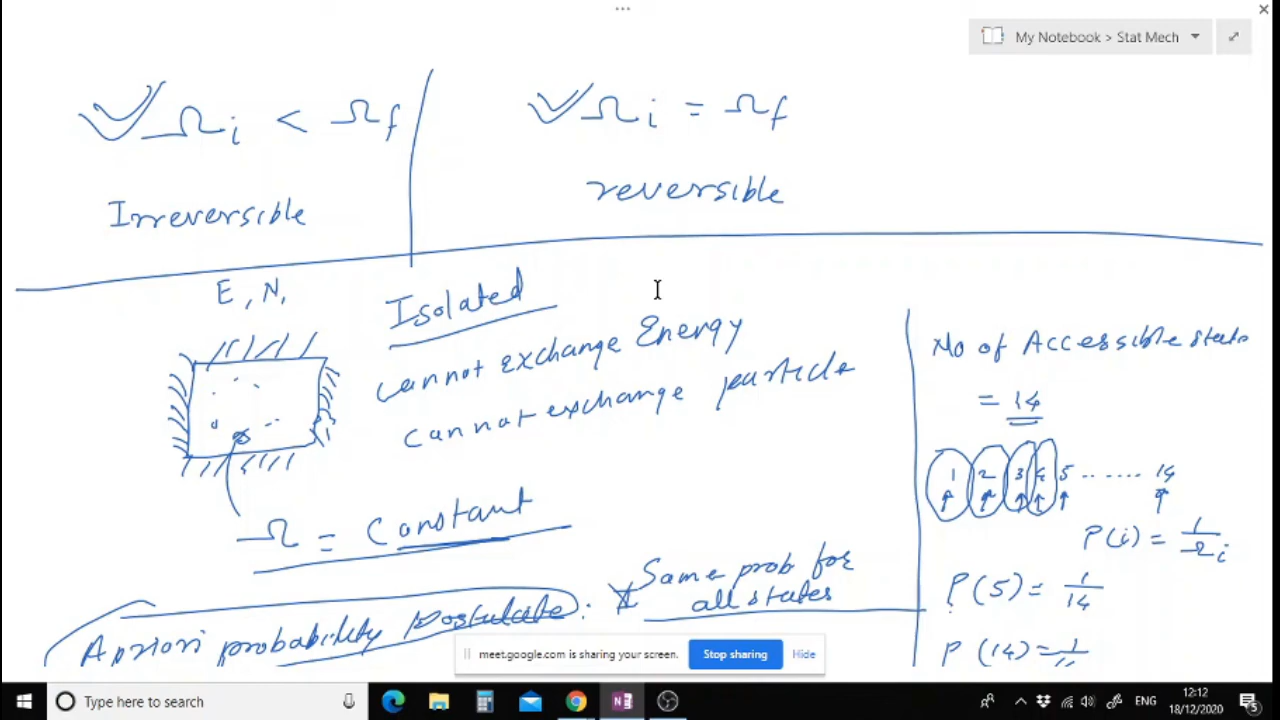 My Notebook > Stat Mech
Ωi < Ωf
Irreversible
Ωi = Ωf
reversible
E, N,
Isolated
cannot exchange Energy
cannot exchange particle
Ω = Constant
Apriori probability Postulate :
Same prob for
all states
No of Accessible state
= 14
1 2 3 4 5 ....... 14
P(i) = 1/Ωi
P(5) = 1/14
P(14) =
meet.google.com is sharing your screen.
Stop sharing
Hide
Type here to search
ENG
12:12
18/12/2020
5